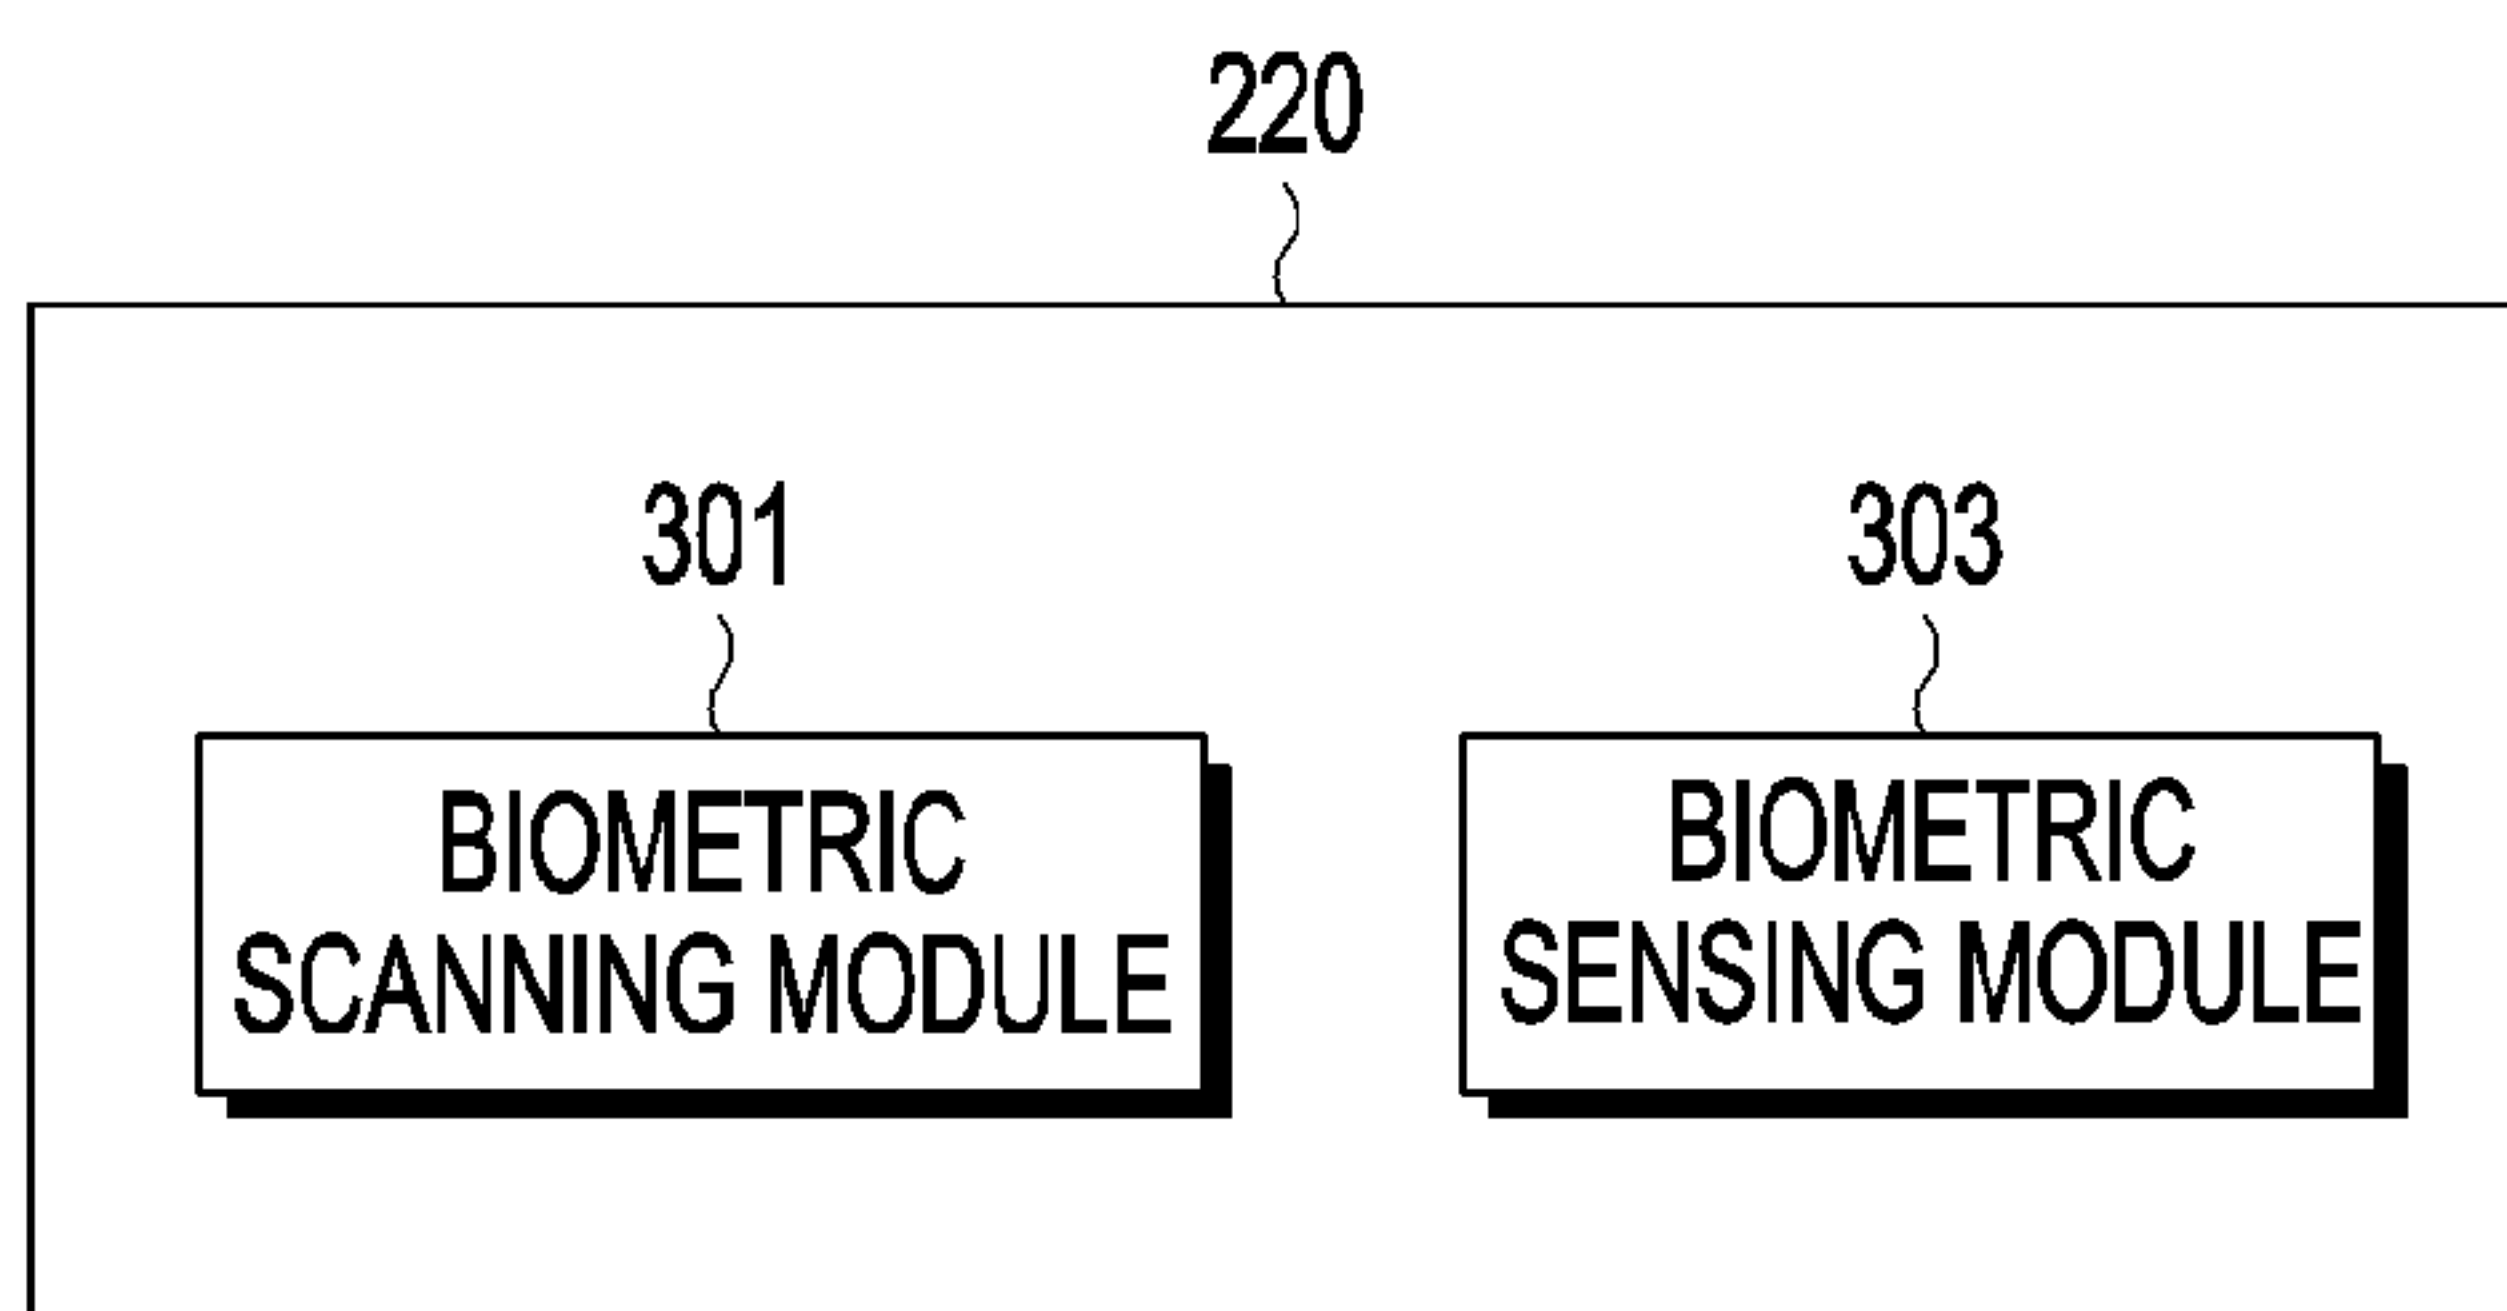 220
301
303
BIOMETRIC
SCANNING MODULE
BIOMETRIC
SENSING MODULE